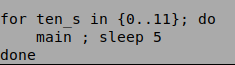 for ten_s in {0..11}; do
    main ; sleep 5
done